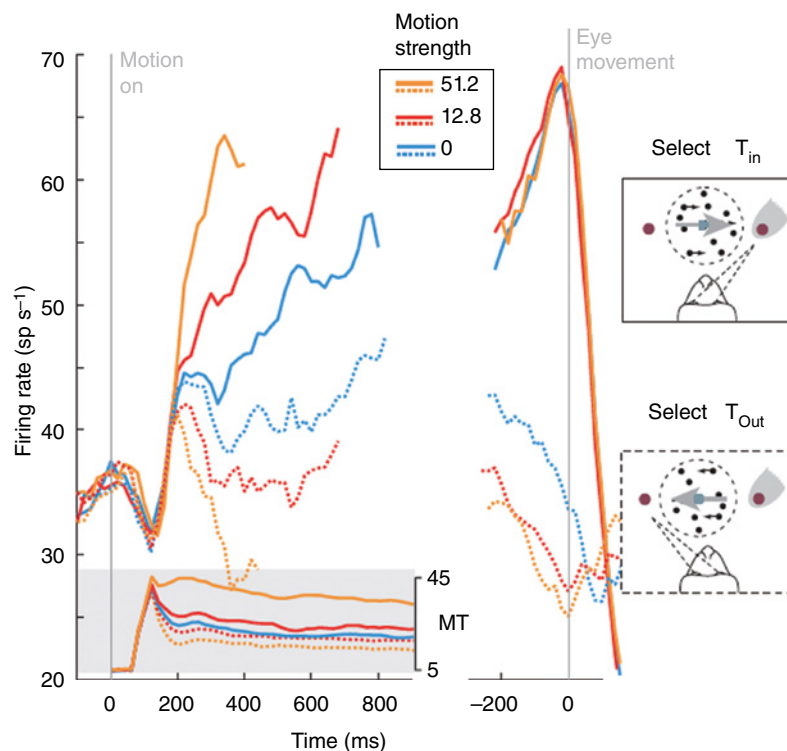 Motion
strength
51.2
12.8
0
Motion
on
Eye
movement
70
60
50
40
30
20
Firing rate (sp s⁻¹)
45
MT
5
0 200 400 600 800
−200 0
Time (ms)
Select T_in
Select T_Out